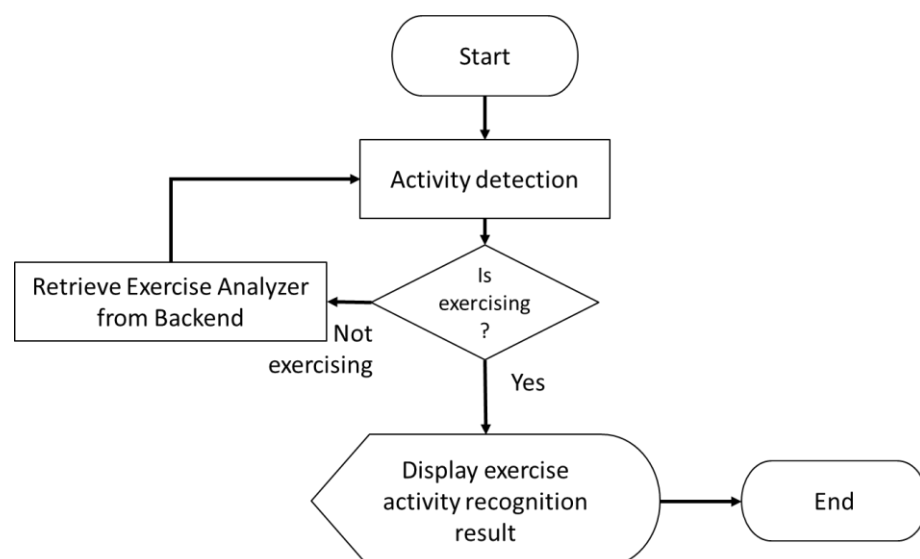 Start
Activity detection
Is
exercising
?
Retrieve Exercise Analyzer
from Backend
Not
exercising
Yes
Display exercise
activity recognition
result
End